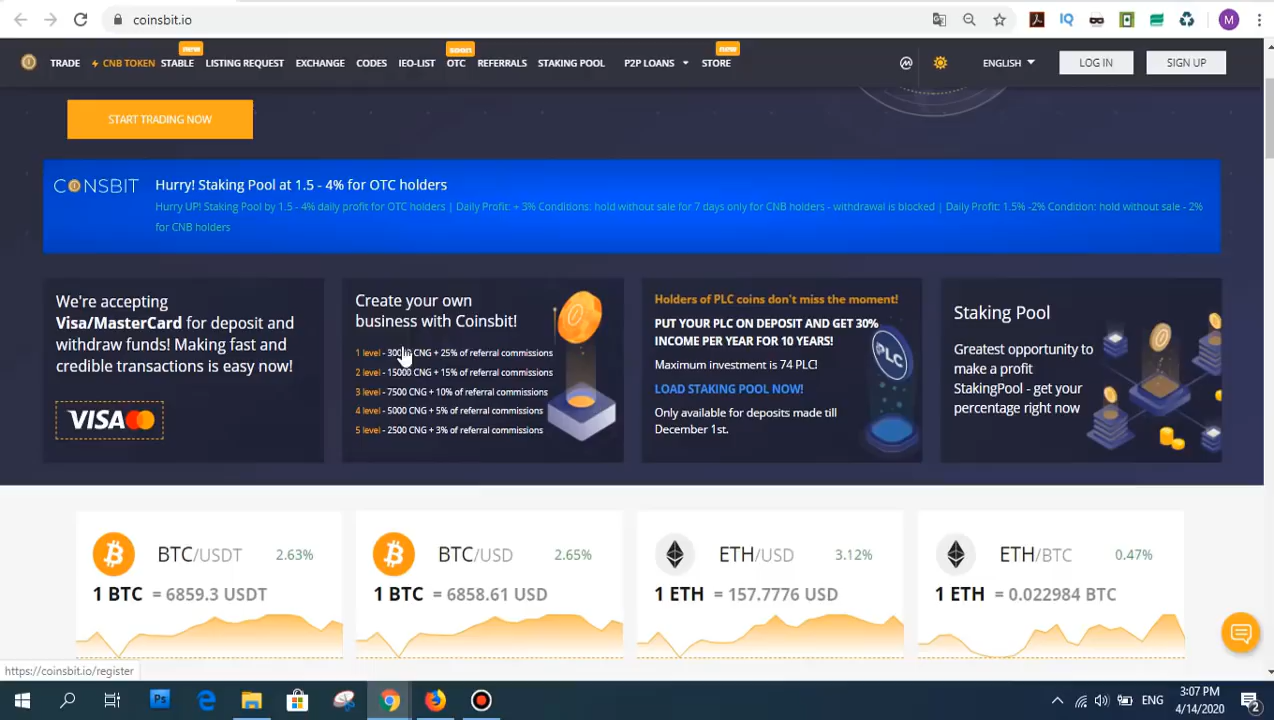 coinsbit.io
M
new
soon
new
TRADE
CNB TOKEN
STABLE
LISTING REQUEST
EXCHANGE
CODES
IEO-LIST
OTC
REFERRALS
STAKING POOL
P2P LOANS
STORE
ENGLISH
LOG IN
SIGN UP
START TRADING NOW
COINSBIT
Hurry! Staking Pool at 1.5 - 4% for OTC holders
Hurry UP! Staking Pool by 1.5 - 4% daily profit for OTC holders | Daily Profit: + 3% Conditions: hold without sale for 7 days only for CNB holders - withdrawal is blocked | Daily Profit: 1.5% -2% Condition: hold without sale - 2%
for CNB holders
We're accepting
Visa/MasterCard for deposit and
withdraw funds! Making fast and
credible transactions is easy now!
VISA
Create your own
business with Coinsbit!
1 level - CNG + 25% of referral commissions
2 level - 15000 CNG + 15% of referral commissions
3 level - 7500 CNG + 10% of referral commissions
4 level - 5000 CNG + 5% of referral commissions
5 level - 2500 CNG + 3% of referral commissions
Holders of PLC coins don't miss the moment!
PUT YOUR PLC ON DEPOSIT AND GET 30%
INCOME PER YEAR FOR 10 YEARS!
Maximum investment is 74 PLC!
LOAD STAKING POOL NOW!
Only available for deposits made till
December 1st.
PLC
Staking Pool
Greatest opportunity to
make a profit
StakingPool - get your
percentage right now
BTC/USDT 2.63%
1 BTC = 6859.3 USDT
BTC/USD 2.65%
1 BTC = 6858.61 USD
ETH/USD 3.12%
1 ETH = 157.7776 USD
ETH/BTC 0.47%
1 ETH = 0.022984 BTC
https://coinsbit.io/register
Ps
ENG
3:07 PM
4/14/2020
2